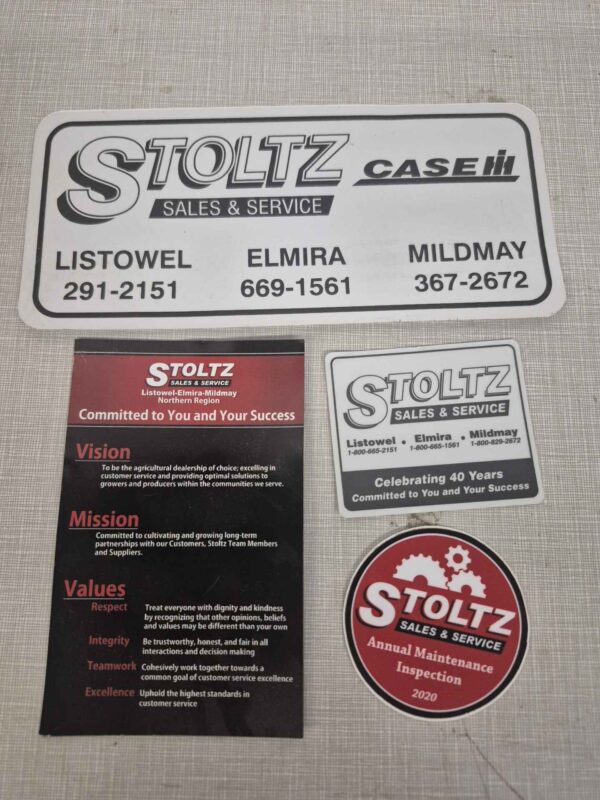 STOLTZ
SALES & SERVICE
CASE IH
LISTOWEL ELMIRA MILDMAY
291-2151 669-1561 367-2672
STOLTZ
SALES & SERVICE
Listowel-Elmira-Mildmay
Northern Region
Committed to You and Your Success
Vision
To be the agricultural dealership of choice; excelling in
customer service and providing optimal solutions to
growers and producers within the communities we serve.
Mission
Committed to cultivating and growing long-term
partnerships with our Customers, Stoltz Team Members
and Suppliers.
Values
Respect Treat everyone with dignity and kindness
by recognizing that other opinions, beliefs
and values may be different than your own
Integrity Be trustworthy, honest, and fair in all
interactions and decision making
Teamwork Cohesively work together towards a
common goal of customer service excellence
Excellence Uphold the highest standards in
customer service
STOLTZ
SALES & SERVICE
Listowel • Elmira • Mildmay
1-800-665-2151 1-800-665-1561 1-800-829-2672
Celebrating 40 Years
Committed to You and Your Success
STOLTZ
SALES & SERVICE
Annual Maintenance
Inspection
2020